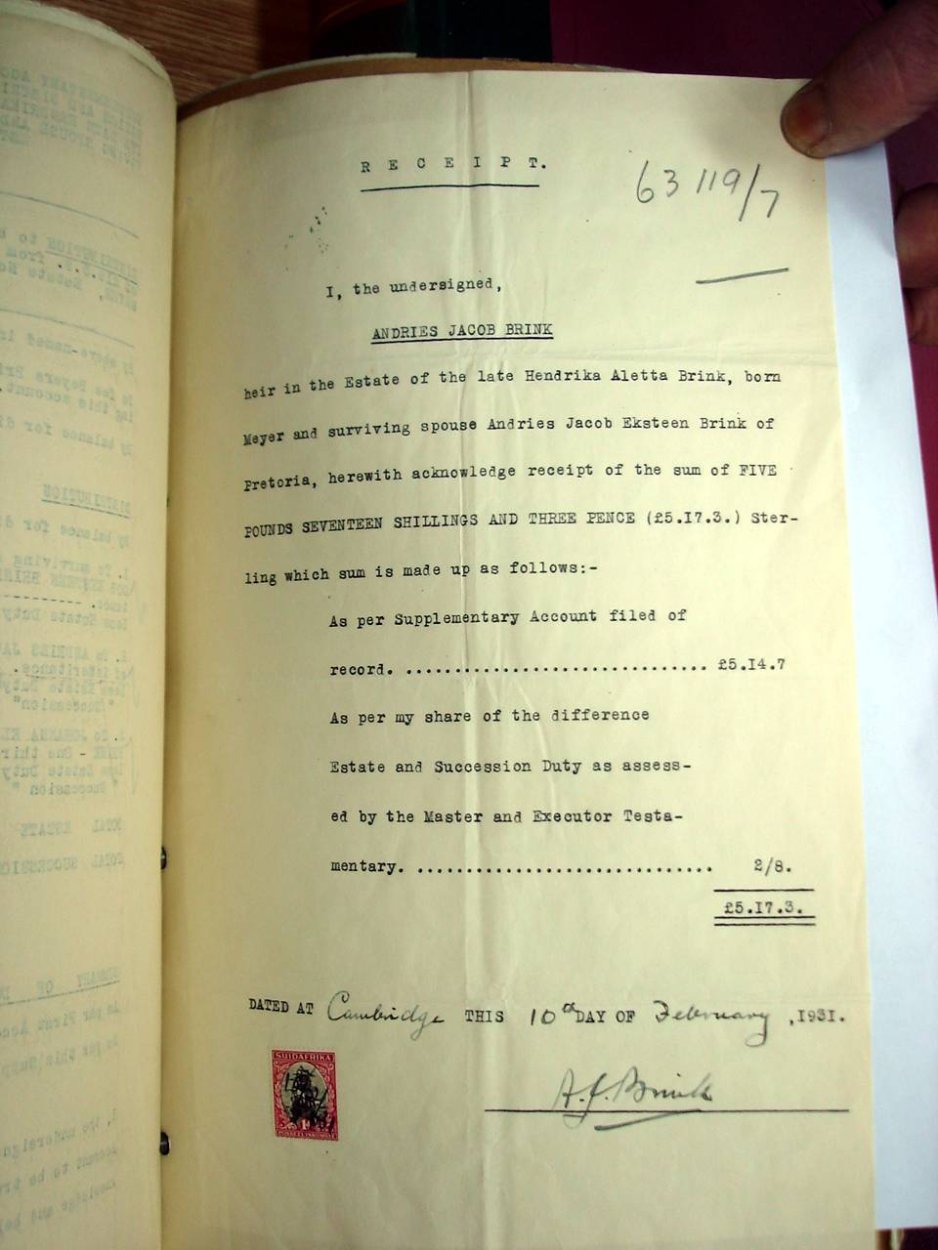 R E C E I P T.
63119/7
I, the undersigned,
ANDRIES JACOB BRINK
heir in the Estate of the late Hendrika Aletta Brink, born
Meyer and surviving spouse Andries Jacob Eksteen Brink of
Pretoria, herewith acknowledge receipt of the sum of FIVE
POUNDS SEVENTEEN SHILLINGS AND THREE PENCE (£5.17.3.) Ster-
ling which sum is made up as follows:-
As per Supplementary Account filed of
record. .............................. £5.14.7
As per my share of the difference
Estate and Succession Duty as assess-
ed by the Master and Executor Testa-
mentary. .............................. 2/8.
£5.17.3.
DATED AT Cambridge THIS 10th DAY OF February ,1931.
SUIDAFRIKA
A. J. Brink